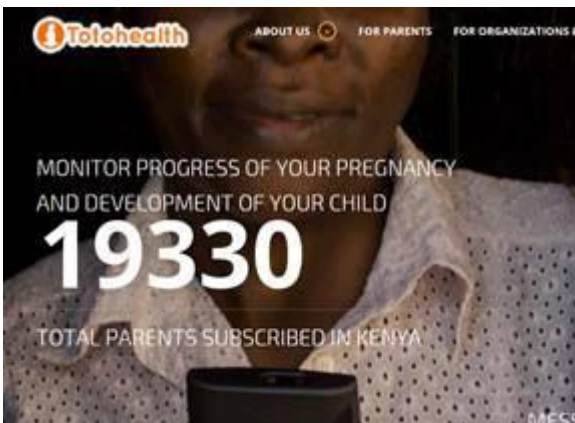 Totohealth
ABOUT US
FOR PARENTS
FOR ORGANIZATIONS &
MONITOR PROGRESS OF YOUR PREGNANCY
AND DEVELOPMENT OF YOUR CHILD
19330
TOTAL PARENTS SUBSCRIBED IN KENYA
MESS